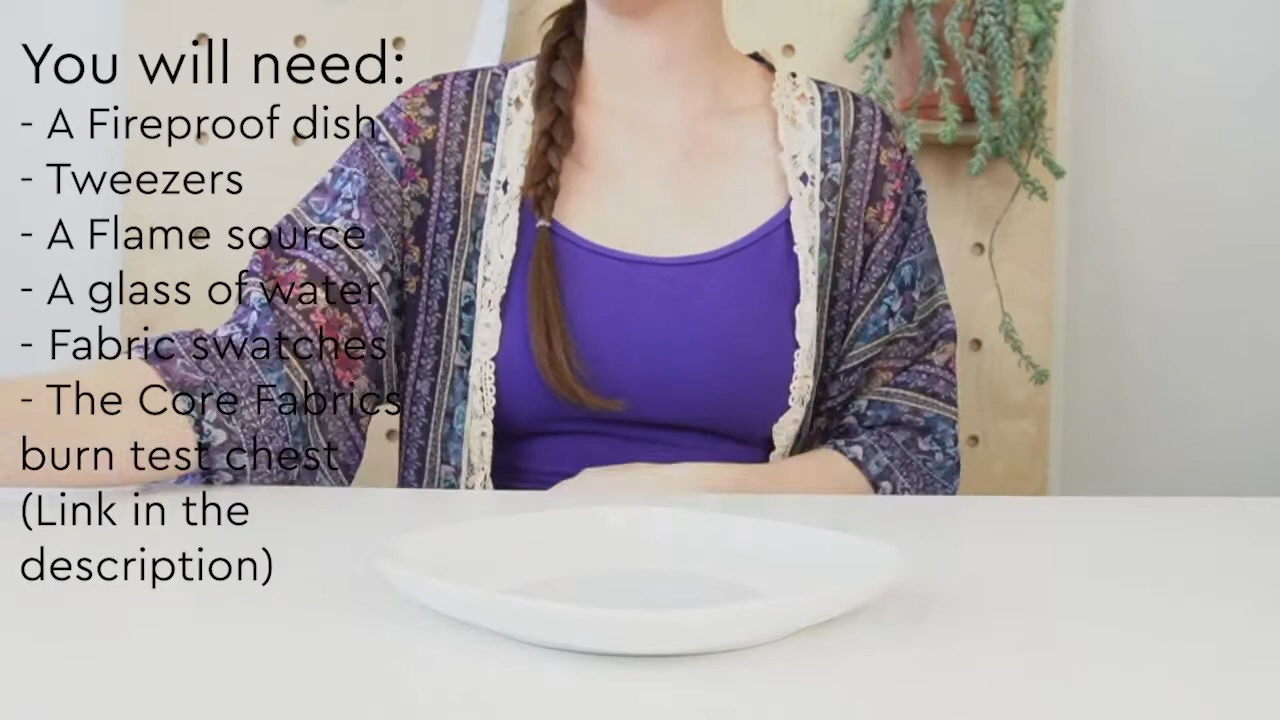 You will need:
- A Fireproof dish
- Tweezers
- A Flame source
- A glass of water
- Fabric swatches
- The Core Fabrics
burn test chest
(Link in the
description)